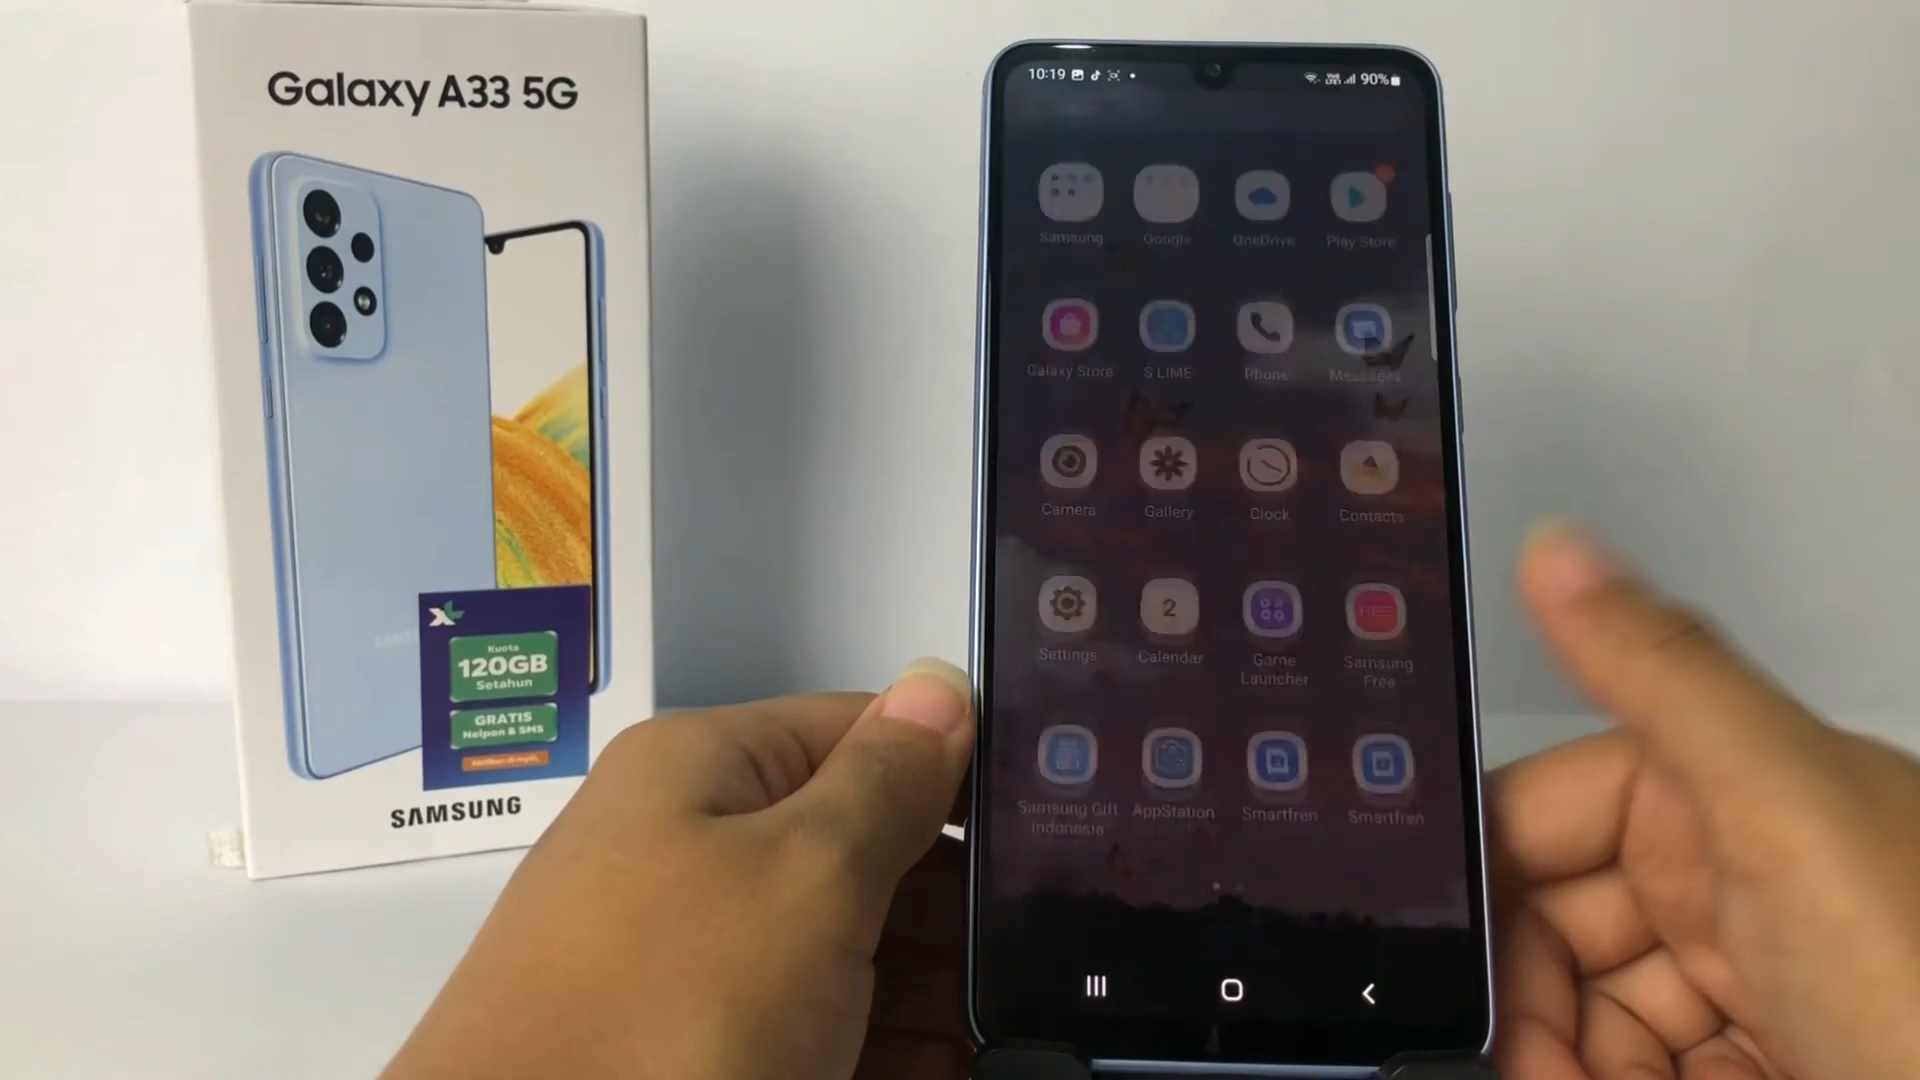 Galaxy A33 5G
XL
Kuota
120GB
Setahun
GRATIS
Nelpon & SMS
SAMSUNG
10:19
90%
Samsung Google OneDrive Play Store
Galaxy Store S LIME Phone Messages
Camera Gallery Clock Contacts
2
Settings Calendar Game Launcher Samsung Free
Samsung Gift Indonesia AppStation Smartfren Smartfren